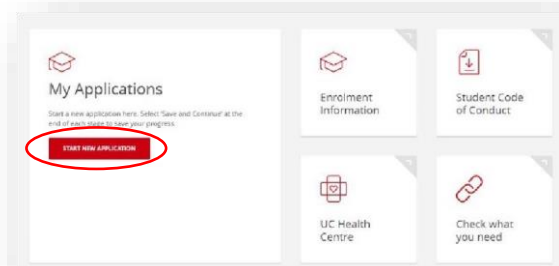 My Applications
Start a new application here. Select 'Save and Continue' at the
end of each stage to save your progress.
START NEW APPLICATION
Enrolment
Information
Student Code
of Conduct
UC Health
Centre
Check what
you need